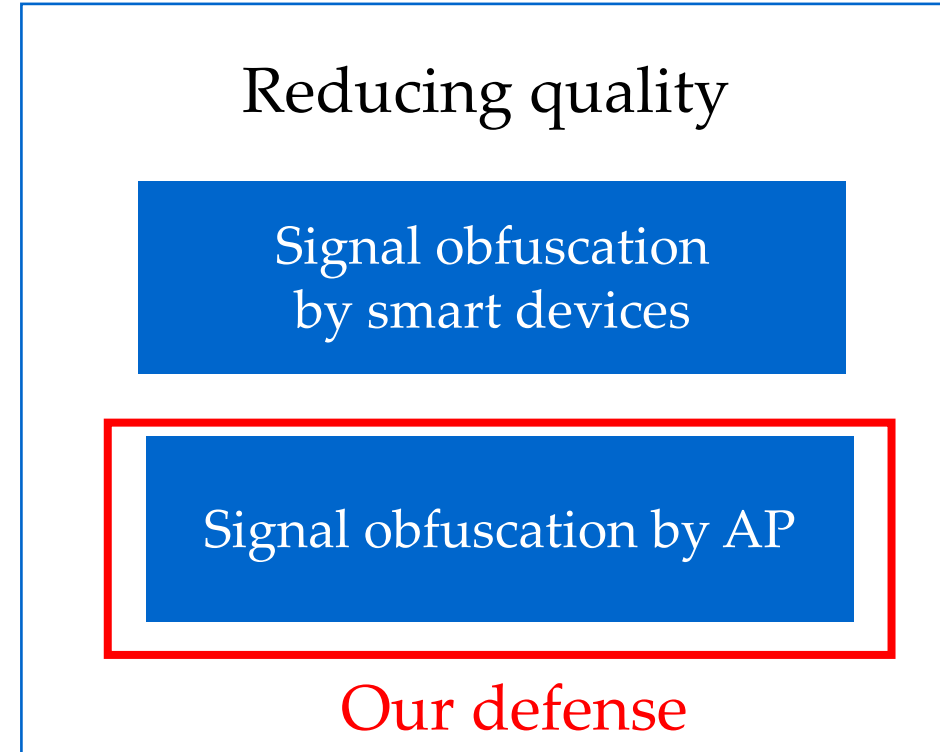 Reducing quality
Signal obfuscation
by smart devices
Signal obfuscation by AP
Our defense